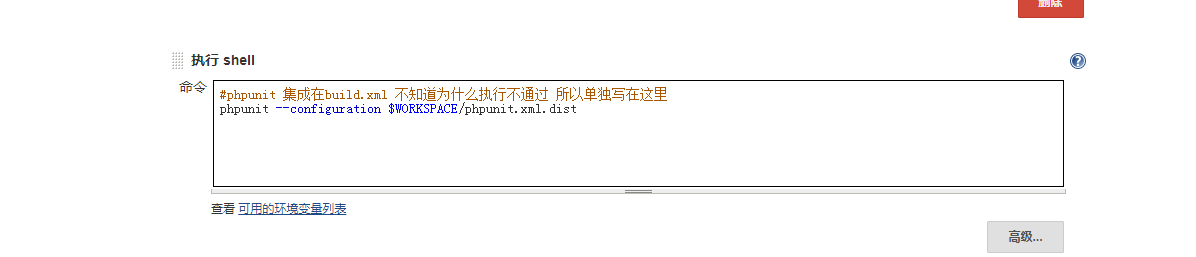 删除
执行 shell
命令
#phpunit 集成在build.xml 不知道为什么执行不通过 所以单独写在这里
phpunit --configuration $WORKSPACE/phpunit.xml.dist
查看 可用的环境变量列表
高级...